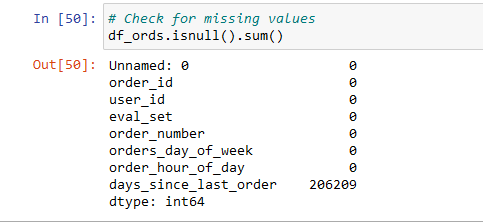 In [50]: # Check for missing values
df_ords.isnull().sum()
Out[50]: Unnamed: 0 0
order_id 0
user_id 0
eval_set 0
order_number 0
orders_day_of_week 0
order_hour_of_day 0
days_since_last_order 206209
dtype: int64